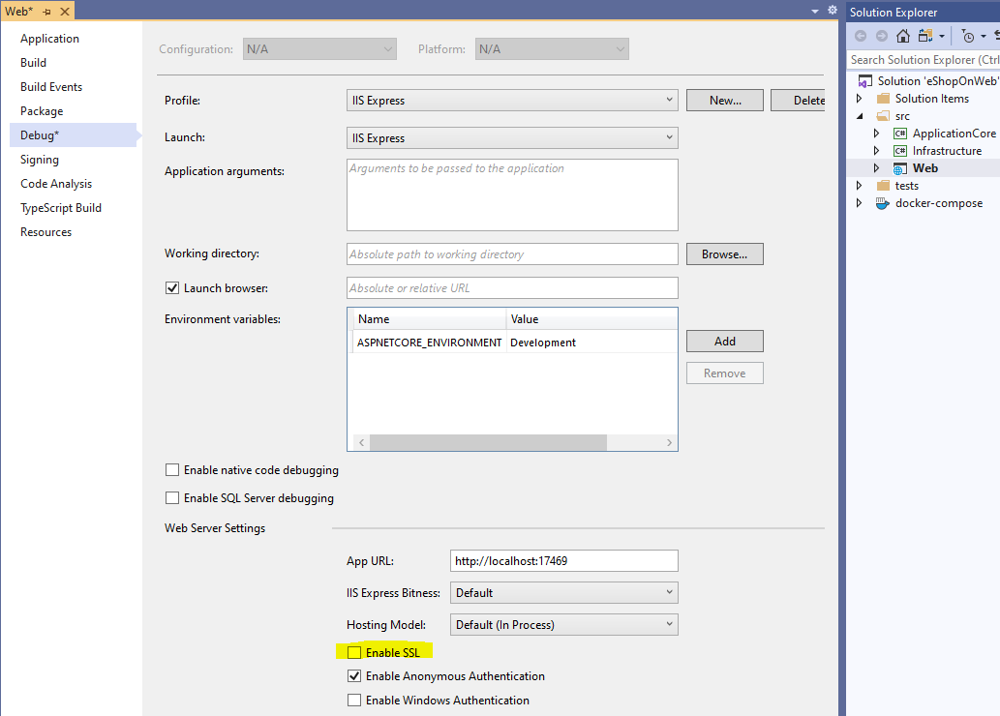 Web*
Solution Explorer
Application
Build
Build Events
Package
Debug*
Signing
Code Analysis
TypeScript Build
Resources
Configuration: N/A Platform: N/A
Profile: IIS Express New... Delete
Launch: IIS Express
Application arguments: Arguments to be passed to the application
Working directory: Absolute path to working directory Browse...
Launch browser: Absolute or relative URL
Environment variables: Name Value
ASPNETCORE_ENVIRONMENT Development
Add
Remove
Enable native code debugging
Enable SQL Server debugging
Web Server Settings
App URL: http://localhost:17469
IIS Express Bitness: Default
Hosting Model: Default (In Process)
Enable SSL
Enable Anonymous Authentication
Enable Windows Authentication
Search Solution Explorer (Ctrl
Solution 'eShopOnWeb'
Solution Items
src
C# ApplicationCore
C# Infrastructure
Web
tests
docker-compose